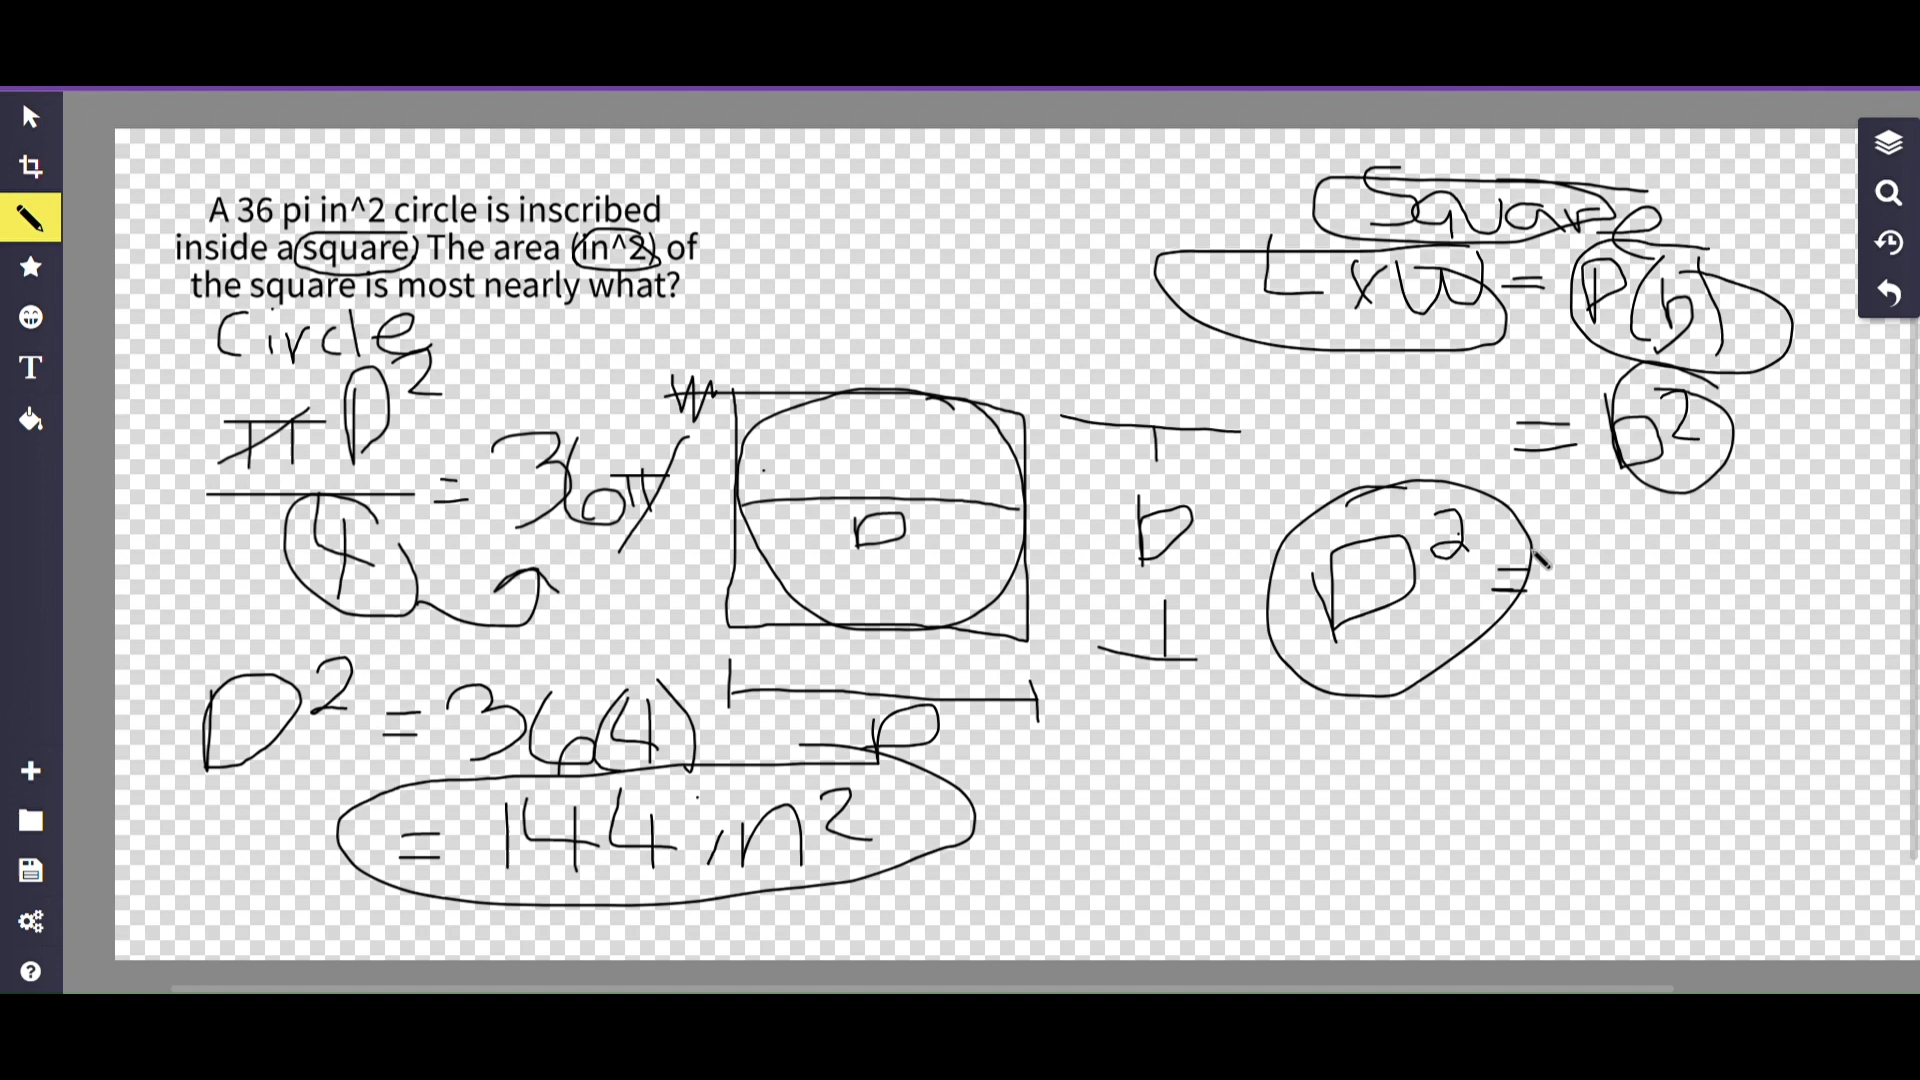 A 36 pi in^2 circle is inscribed
inside a square. The area (in^2) of
the square is most nearly what?
Circle
πD²
4
= 36π
D² = 36(4)
= 144 in²
D
D
D
Square
L x W = D(D)
= D²
D² =
T
?